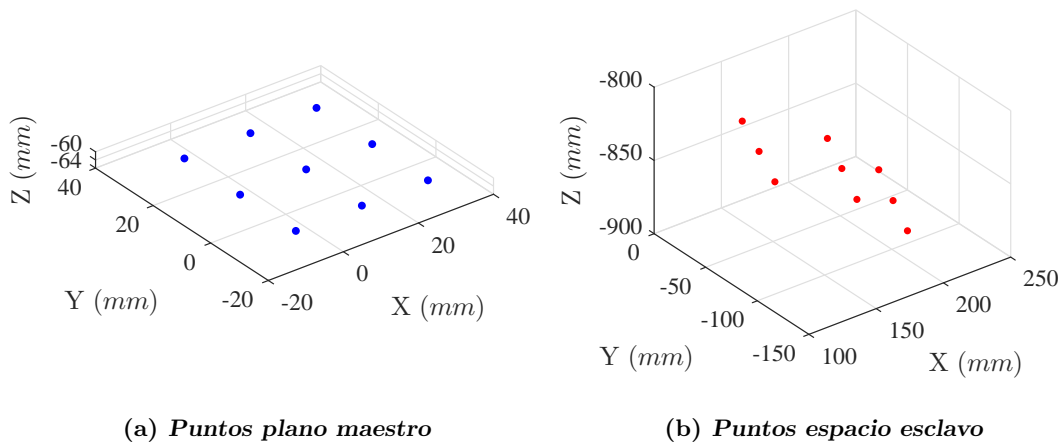 -60
-64
40
20
0
-20
-20
0
20
40
Z (mm)
Y (mm)
X (mm)
(a) Puntos plano maestro
-800
-850
-900
0
-50
-100
-150
100
150
200
250
Z (mm)
Y (mm)
X (mm)
(b) Puntos espacio esclavo